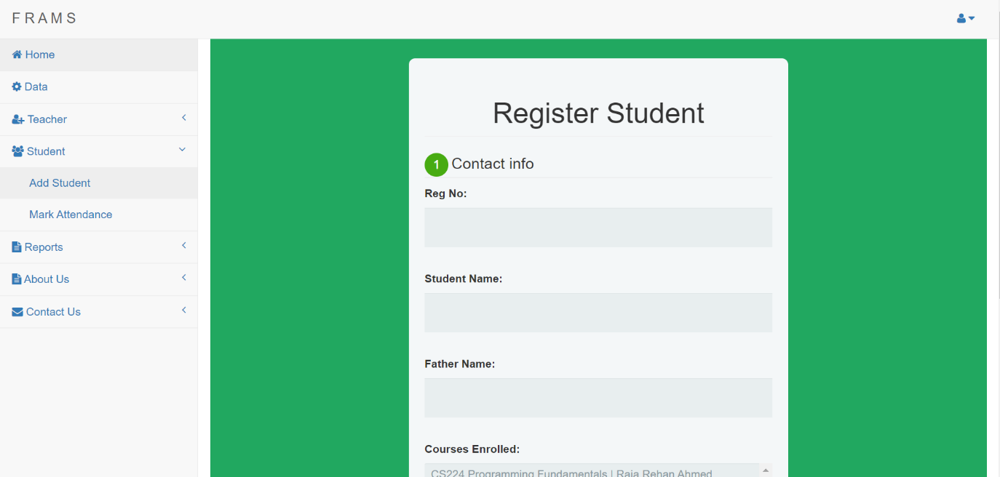 F R A M S
Home
Data
Teacher
Student
Add Student
Mark Attendance
Reports
About Us
Contact Us
Register Student
1 Contact info
Reg No:
Student Name:
Father Name:
Courses Enrolled:
CS224 Programming Fundamentals | Raja Rehan Ahmed